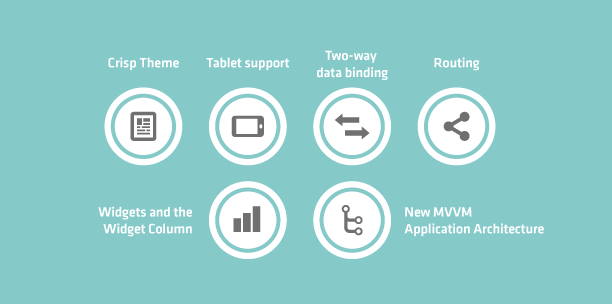 Crisp Theme
Tablet support
Two-way
data binding
Routing
Widgets and the
Widget Column
New MVVM
Application Architecture